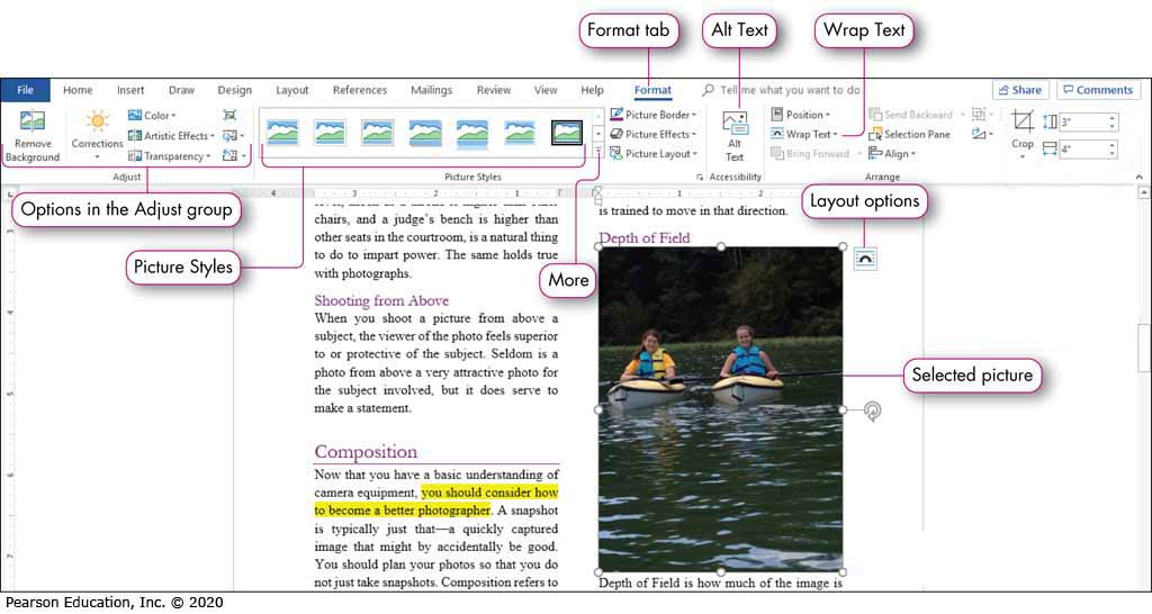 Format tab
Alt Text
Wrap Text
File Home Insert Draw Design Layout References Mailings Review View Help Format Tell me what you want to do Share Comments
Remove Background
Corrections
Color
Artistic Effects
Transparency
Picture Border
Picture Effects
Picture Layout
Alt
Text
Position
Wrap Text
Bring Forward
Send Backward
Selection Pane
Align
Crop
3"
4"
Adjust
Picture Styles
Accessibility
Arrange
4 3 2 1 1 2
Options in the Adjust group
Picture Styles
More
Layout options
Selected picture
chairs, and a judge's bench is higher than
other seats in the courtroom, is a natural thing
to do to impart power. The same holds true
with photographs.
Shooting from Above
When you shoot a picture from above a
subject, the viewer of the photo feels superior
to or protective of the subject. Seldom is a
photo from above a very attractive photo for
the subject involved, but it does serve to
make a statement.
Composition
Now that you have a basic understanding of
camera equipment, you should consider how
to become a better photographer. A snapshot
is typically just that—a quickly captured
image that might by accidentally be good.
You should plan your photos so that you do
not just take snapshots. Composition refers to
is trained to move in that direction.
Depth of Field
Depth of Field is how much of the image is
3
4
5
6
7
Pearson Education, Inc. © 2020